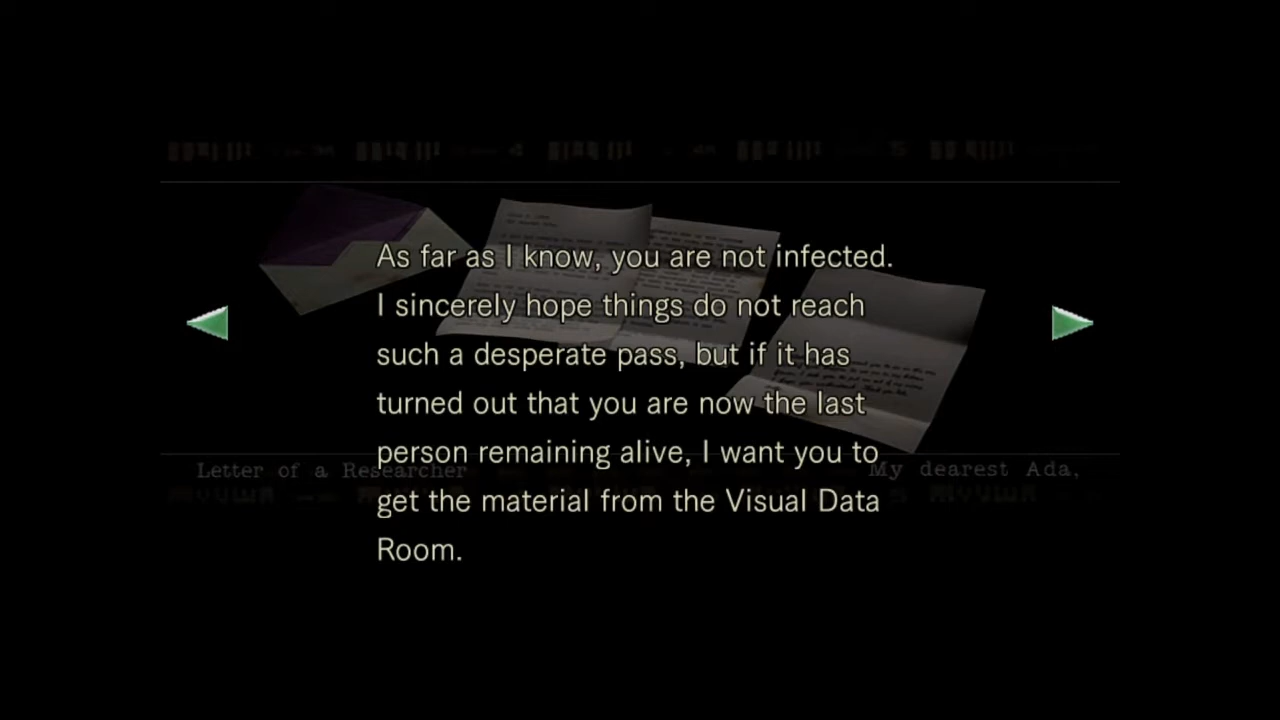 As far as I know, you are not infected.
I sincerely hope things do not reach
such a desperate pass, but if it has
turned out that you are now the last
person remaining alive, I want you to
get the material from the Visual Data
Room.
Letter of a Researcher
My dearest Ada,